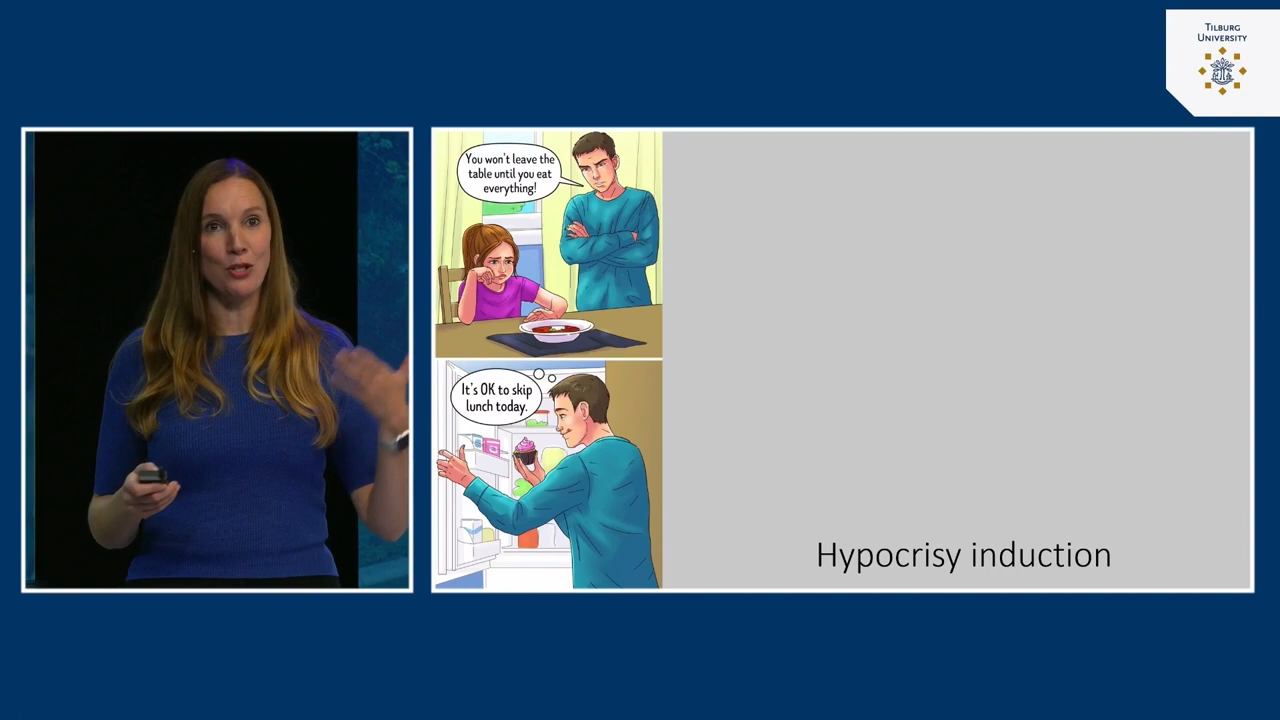 TILBURG
UNIVERSITY
You won't leave the
table until you eat
everything!
It's OK to skip
lunch today.
Hypocrisy induction